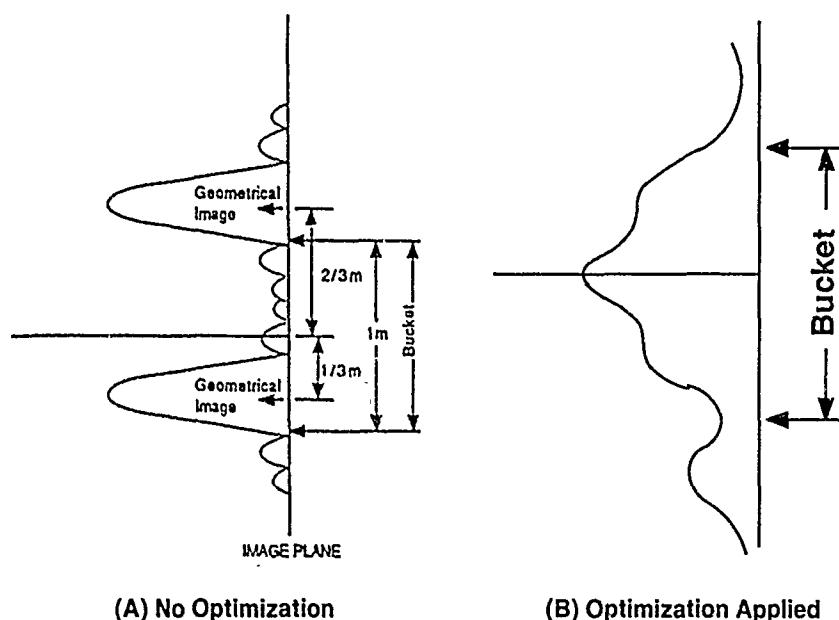 Geometrical
Image
2/3m
1m
Bucket
1/3m
Geometrical
Image
IMAGE PLANE
(A) No Optimization
Bucket
(B) Optimization Applied